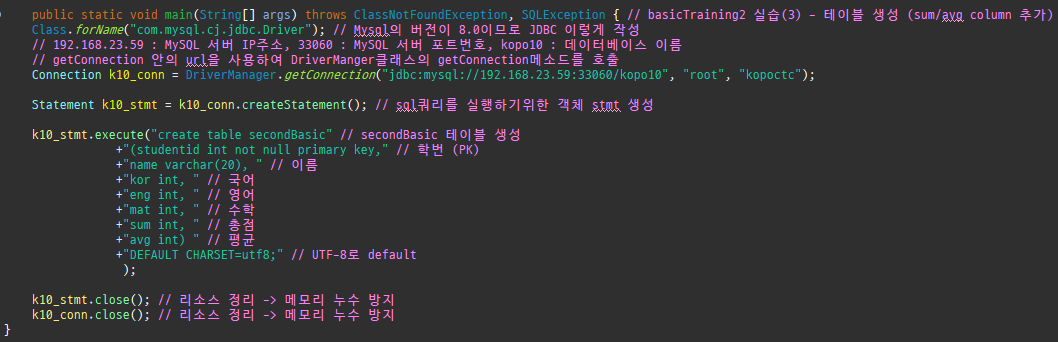 public static void main(String[] args) throws ClassNotFoundException, SQLException { // basicTraining2 실습(3) - 테이블 생성 (sum/avg column 추가)
Class.forName("com.mysql.cj.jdbc.Driver"); // Mysql의 버전이 8.0이므로 JDBC 이렇게 작성
// 192.168.23.59 : MySQL 서버 IP주소, 33060 : MySQL 서버 포트번호, kopo10 : 데이터베이스 이름
// getConnection 안의 url을 사용하여 DriverManger클래스의 getConnection메소드를 호출
Connection k10_conn = DriverManager.getConnection("jdbc:mysql://192.168.23.59:33060/kopo10", "root", "kopoctc");
Statement k10_stmt = k10_conn.createStatement(); // sql쿼리를 실행하기위한 객체 stmt 생성
k10_stmt.execute("create table secondBasic" // secondBasic 테이블 생성
+"(studentid int not null primary key," // 학번 (PK)
+"name varchar(20), " // 이름
+"kor int, " // 국어
+"eng int, " // 영어
+"mat int, " // 수학
+"sum int, " // 총점
+"avg int) " // 평균
+"DEFAULT CHARSET=utf8;" // UTF-8로 default
);
k10_stmt.close(); // 리소스 정리 -> 메모리 누수 방지
k10_conn.close(); // 리소스 정리 -> 메모리 누수 방지
}